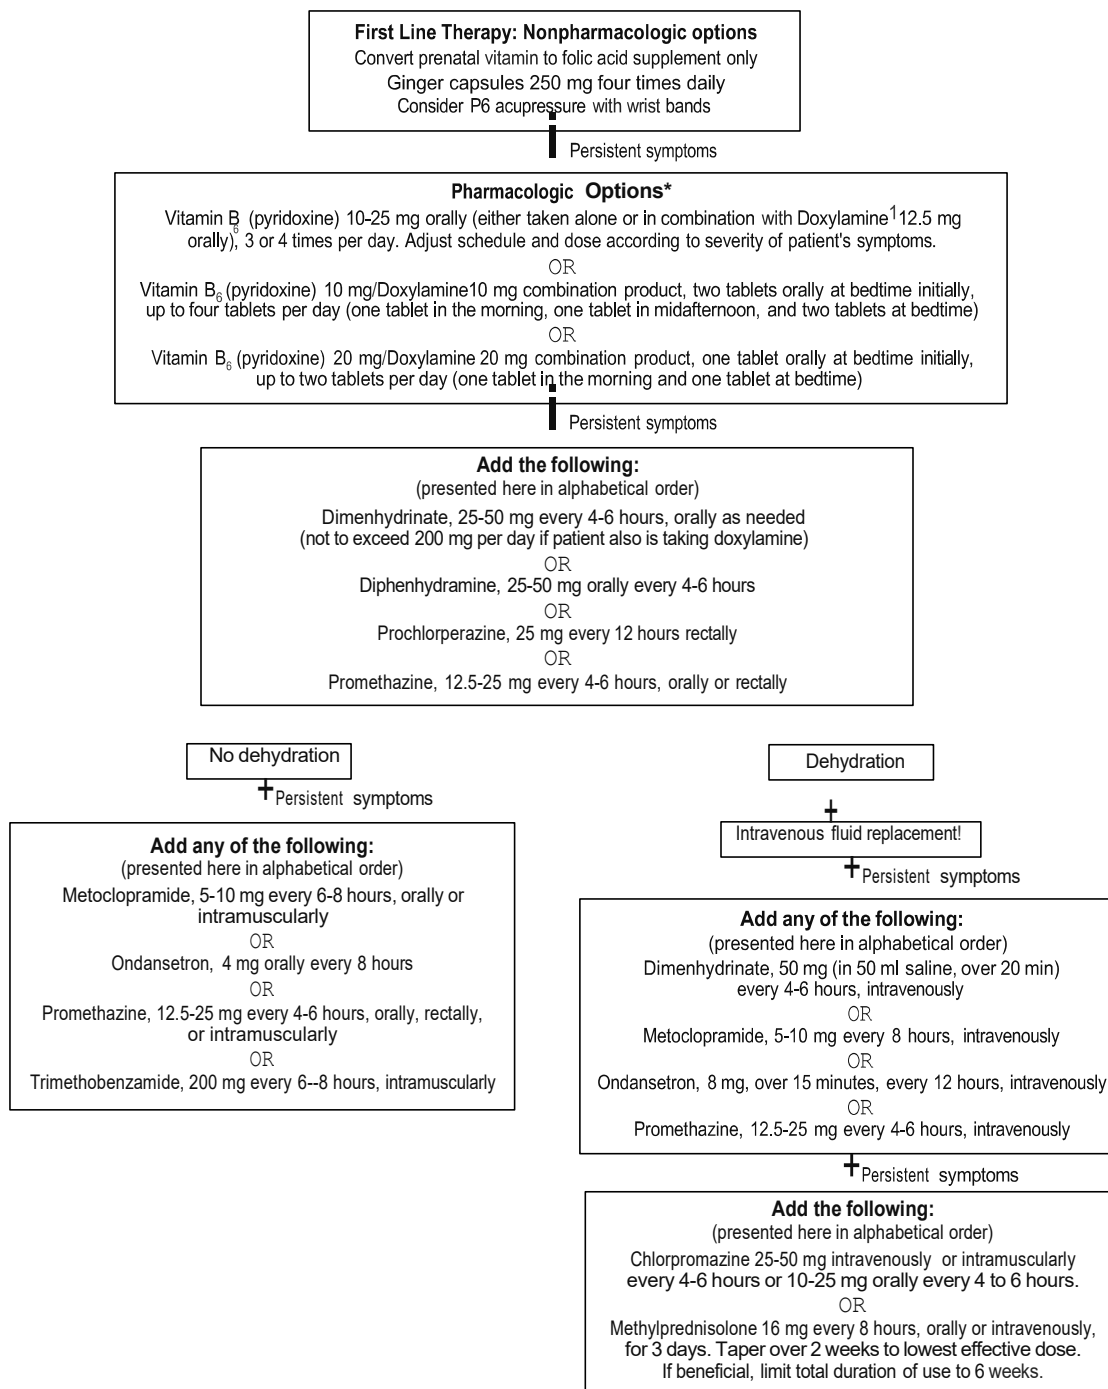 First Line Therapy: Nonpharmacologic options
Convert prenatal vitamin to folic acid supplement only
Ginger capsules 250 mg four times daily
Consider P6 acupressure with wrist bands
Persistent symptoms
Pharmacologic Options*
Vitamin B6 (pyridoxine) 10-25 mg orally (either taken alone or in combination with Doxylamine1 12.5 mg
orally), 3 or 4 times per day. Adjust schedule and dose according to severity of patient's symptoms.
OR
Vitamin B6 (pyridoxine) 10 mg/Doxylamine10 mg combination product, two tablets orally at bedtime initially,
up to four tablets per day (one tablet in the morning, one tablet in midafternoon, and two tablets at bedtime)
OR
Vitamin B6 (pyridoxine) 20 mg/Doxylamine 20 mg combination product, one tablet orally at bedtime initially,
up to two tablets per day (one tablet in the morning and one tablet at bedtime)
Persistent symptoms
Add the following:
(presented here in alphabetical order)
Dimenhydrinate, 25-50 mg every 4-6 hours, orally as needed
(not to exceed 200 mg per day if patient also is taking doxylamine)
OR
Diphenhydramine, 25-50 mg orally every 4-6 hours
OR
Prochlorperazine, 25 mg every 12 hours rectally
OR
Promethazine, 12.5-25 mg every 4-6 hours, orally or rectally
No dehydration
Persistent symptoms
Add any of the following:
(presented here in alphabetical order)
Metoclopramide, 5-10 mg every 6-8 hours, orally or
intramuscularly
OR
Ondansetron, 4 mg orally every 8 hours
OR
Promethazine, 12.5-25 mg every 4-6 hours, orally, rectally,
or intramuscularly
OR
Trimethobenzamide, 200 mg every 6--8 hours, intramuscularly
Dehydration
Intravenous fluid replacement!
Persistent symptoms
Add any of the following:
(presented here in alphabetical order)
Dimenhydrinate, 50 mg (in 50 ml saline, over 20 min)
every 4-6 hours, intravenously
OR
Metoclopramide, 5-10 mg every 8 hours, intravenously
OR
Ondansetron, 8 mg, over 15 minutes, every 12 hours, intravenously
OR
Promethazine, 12.5-25 mg every 4-6 hours, intravenously
Persistent symptoms
Add the following:
(presented here in alphabetical order)
Chlorpromazine 25-50 mg intravenously or intramuscularly
every 4-6 hours or 10-25 mg orally every 4 to 6 hours.
OR
Methylprednisolone 16 mg every 8 hours, orally or intravenously,
for 3 days. Taper over 2 weeks to lowest effective dose.
If beneficial, limit total duration of use to 6 weeks.